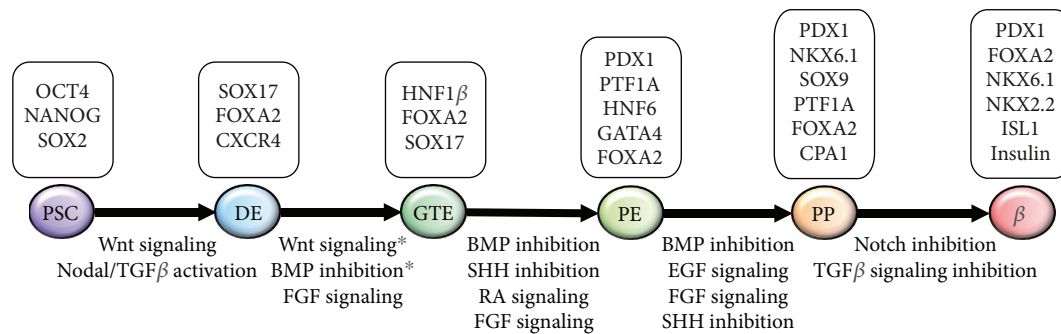 OCT4
NANOG
SOX2
SOX17
FOXA2
CXCR4
HNF1β
FOXA2
SOX17
PDX1
PTF1A
HNF6
GATA4
FOXA2
PDX1
NKX6.1
SOX9
PTF1A
FOXA2
CPA1
PDX1
FOXA2
NKX6.1
NKX2.2
ISL1
Insulin
PSC
DE
GTE
PE
PP
β
Wnt signaling
Nodal/TGFβ activation
Wnt signaling*
BMP inhibition*
FGF signaling
BMP inhibition
SHH inhibition
RA signaling
FGF signaling
BMP inhibition
EGF signaling
FGF signaling
SHH inhibition
Notch inhibition
TGFβ signaling inhibition